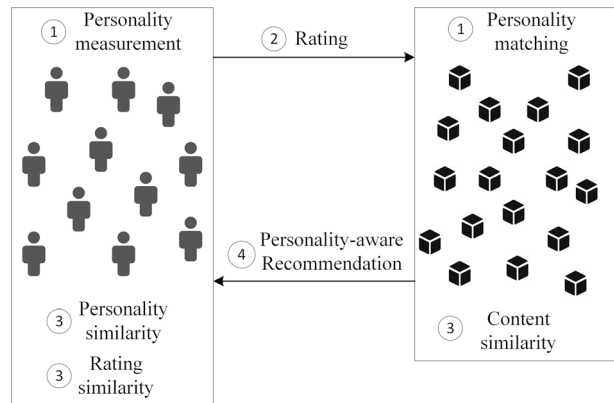 1 Personality
measurement
2 Rating
1 Personality
matching
4 Personality-aware
Recommendation
3 Personality
similarity
3 Rating
similarity
3 Content
similarity